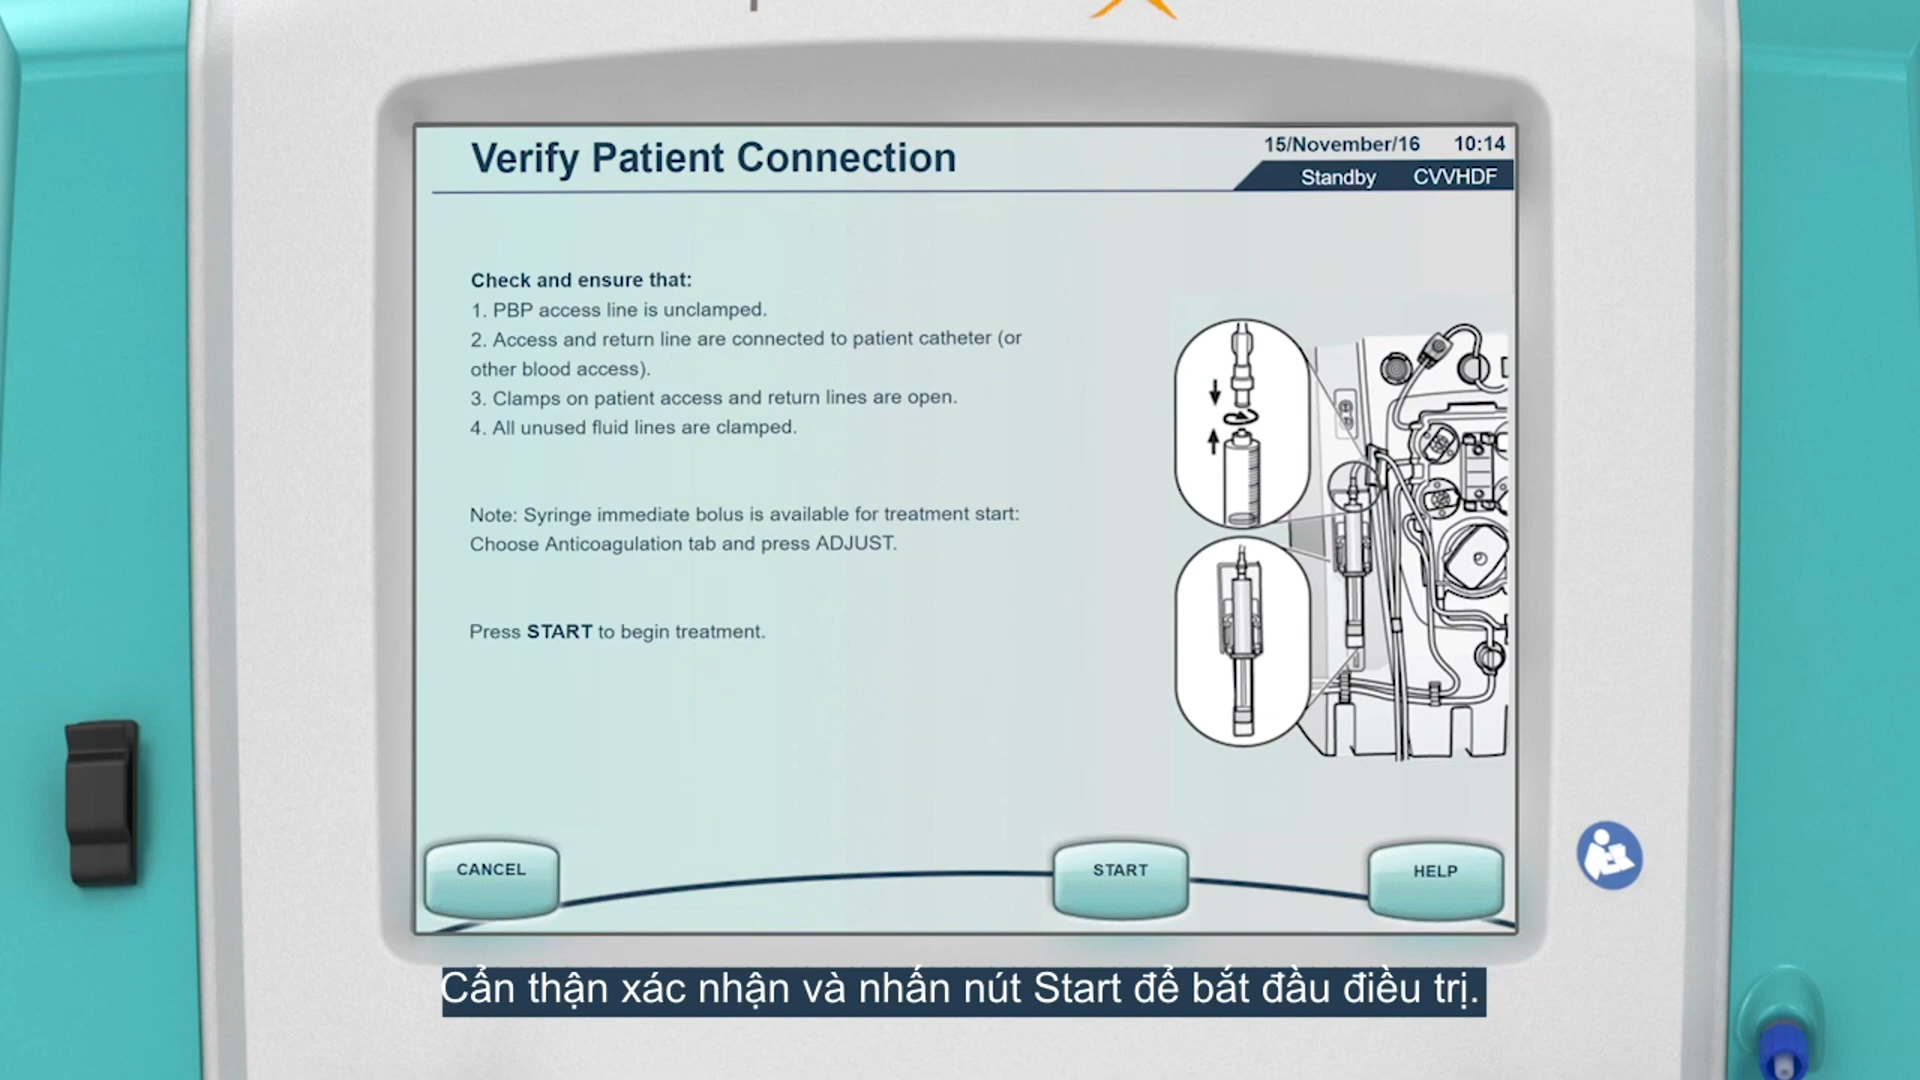 Verify Patient Connection
15/November/16 10:14
Standby CVVHDF
Check and ensure that:
1. PBP access line is unclamped.
2. Access and return line are connected to patient catheter (or
other blood access).
3. Clamps on patient access and return lines are open.
4. All unused fluid lines are clamped.
Note: Syringe immediate bolus is available for treatment start:
Choose Anticoagulation tab and press ADJUST.
Press START to begin treatment.
CANCEL
START
HELP
Cẩn thận xác nhận và nhấn nút Start để bắt đầu điều trị.